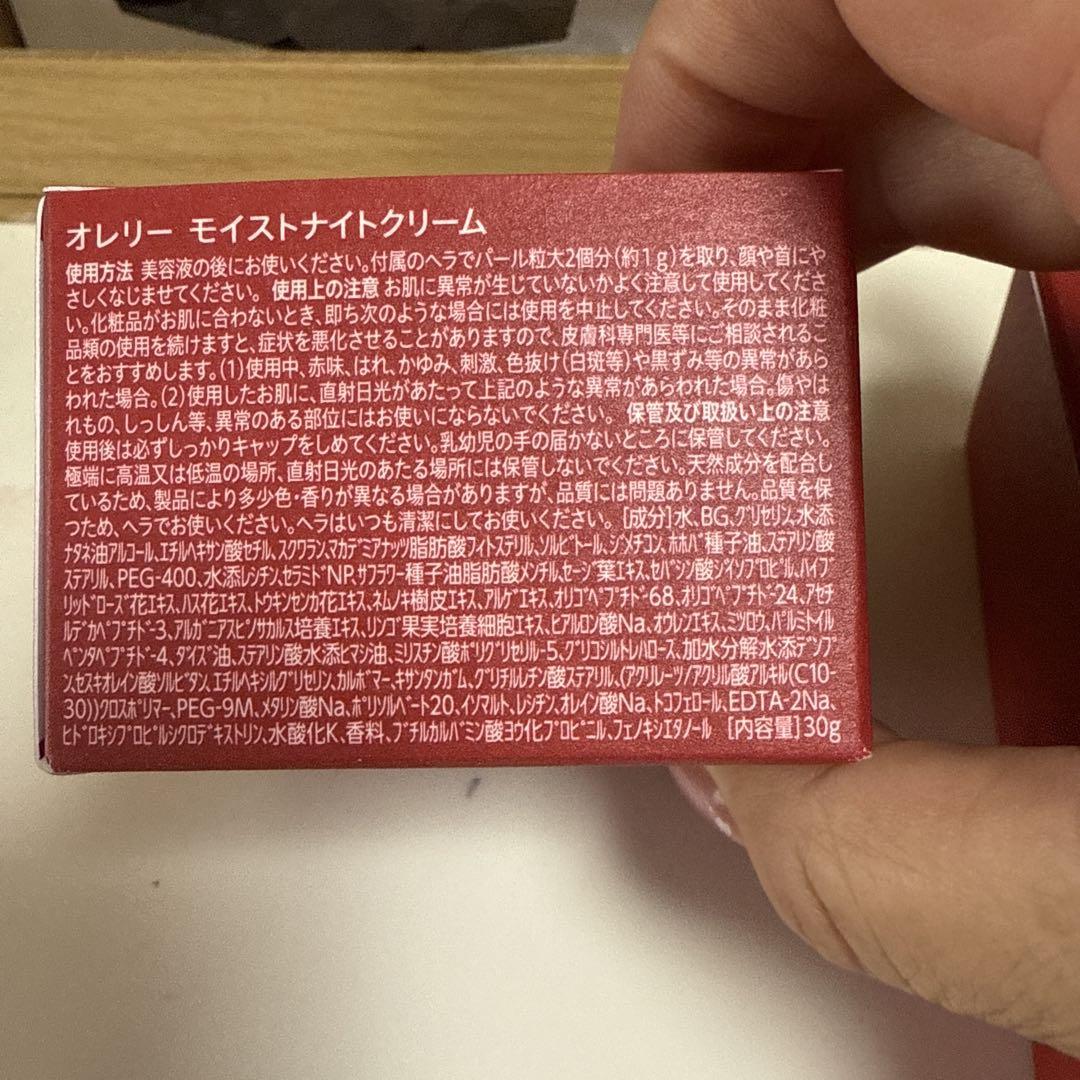 オレリー モイストナイトクリーム
使用方法 美容液の後にお使いください。付属のヘラでパール粒大2個分(約1g)を取り、顔や首にや
さしくなじませてください。 使用上の注意 お肌に異常が生じていないかよく注意して使用してくださ
い。化粧品がお肌に合わないとき、即ち次のような場合には使用を中止してください。そのまま化粧
品類の使用を続けますと、症状を悪化させることがありますので、皮膚科専門医等にご相談されるこ
とをおすすめします。(1)使用中、赤味、はれ、かゆみ、刺激、色抜け(白斑等)や黒ずみ等の異常があら
われた場合。(2)使用したお肌に、直射日光があたって上記のような異常があらわれた場合。傷やは
れもの、しっしん等、異常のある部位にはお使いにならないでください。 保管及び取扱い上の注意
使用後は必ずしっかりキャップをしめてください。乳幼児の手の届かないところに保管してください。
極端に高温又は低温の場所、直射日光のあたる場所には保管しないでください。天然成分を配合し
ているため、製品により多少色・香りが異なる場合がありますが、品質には問題ありません。品質を保
つため、ヘラでお使いください。ヘラはいつも清潔にしてお使いください。 [成分]水、BG、グリセリン、水添
ナタネ油アルコール、エチルヘキサン酸セチル、スクワラン、マカデミアナッツ脂肪酸フィトステリル、ソルビトール、ジメチコン、ホホバ種子油、ステアリン酸
ステアリル、PEG-400、水添レシチン、セラミドNP、サフラワー種子油脂肪酸メンチル、セージ葉エキス、セバシン酸ジイソプロピル、ハイブ
リッドローズ花エキス、ハス花エキス、トウキンセンカ花エキス、ネムノキ樹皮エキス、アルゲエキス、オリゴペプチド-68、オリゴペプチド-24、アセチ
ルデカペプチド-3、アルガニアスピノサカルス培養エキス、リンゴ果実培養細胞エキス、ヒアルロン酸Na、オウレンエキス、ミツロウ、パルミトイル
ペンタペプチド-4、ダイズ油、ステアリン酸水添ヒマシ油、ミリスチン酸ポリグリセリル-5、グリコシルトレハロース、加水分解水添デンプ
ン、セスキオレイン酸ソルビタン、エチルヘキシルグリセリン、カルボマー、キサンタンガム、グリチルレチン酸ステアリル、(アクリレーツ/アクリル酸アルキル(C10-
30))クロスポリマー、PEG-9M、メタリン酸Na、ポリソルベート20、イソマルト、レシチン、オレイン酸Na、トコフェロール、EDTA-2Na、
ヒドロキシプロピルシクロデキストリン、水酸化K、香料、ブチルカルバミン酸ヨウ化プロピニル、フェノキシエタノール [内容量]30g